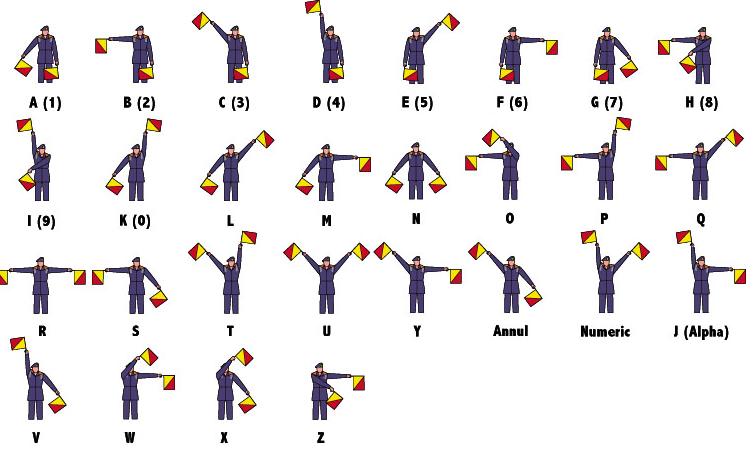 A (1) B (2) C (3) D (4) E (5) F (6) G (7) H (8)
I (9) K (0) L M N O P Q
R S T U Y Annul Numeric J (Alpha)
V W X Z